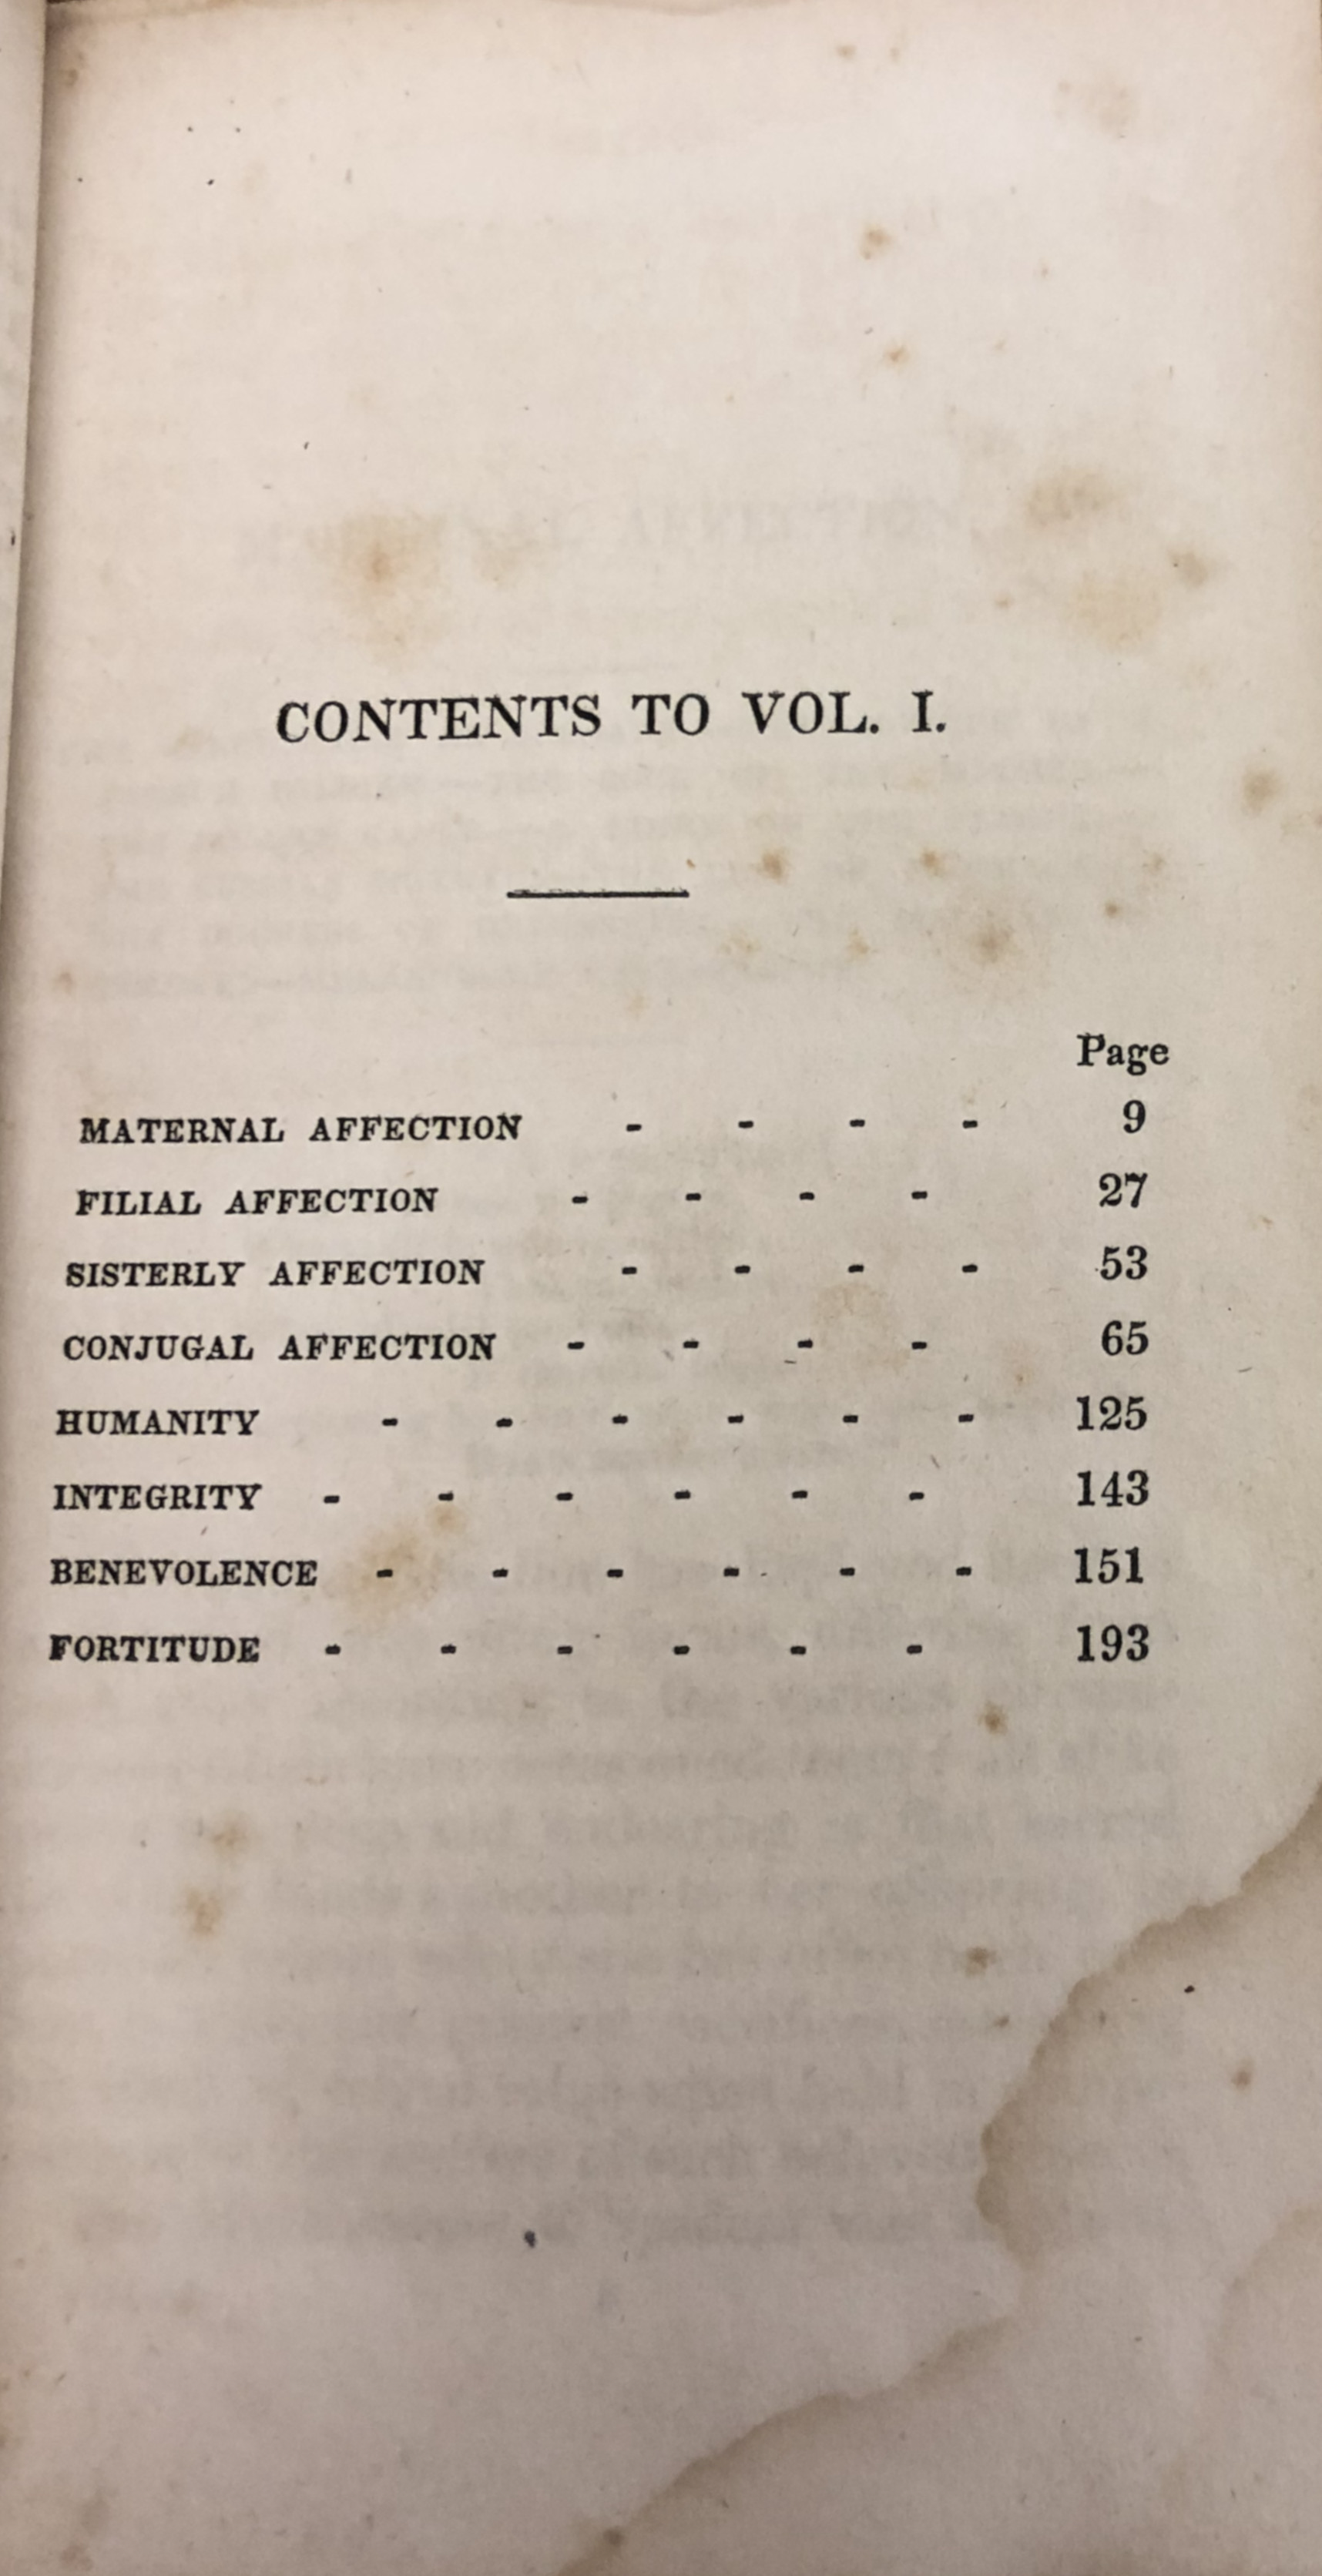 CONTENTS TO VOL. I.
Page
MATERNAL AFFECTION - - - - 9
FILIAL AFFECTION - - - - 27
SISTERLY AFFECTION - - - - 53
CONJUGAL AFFECTION - - - - 65
HUMANITY - - - - - - 125
INTEGRITY - - - - - - 143
BENEVOLENCE - - - - - - 151
FORTITUDE - - - - - - 193